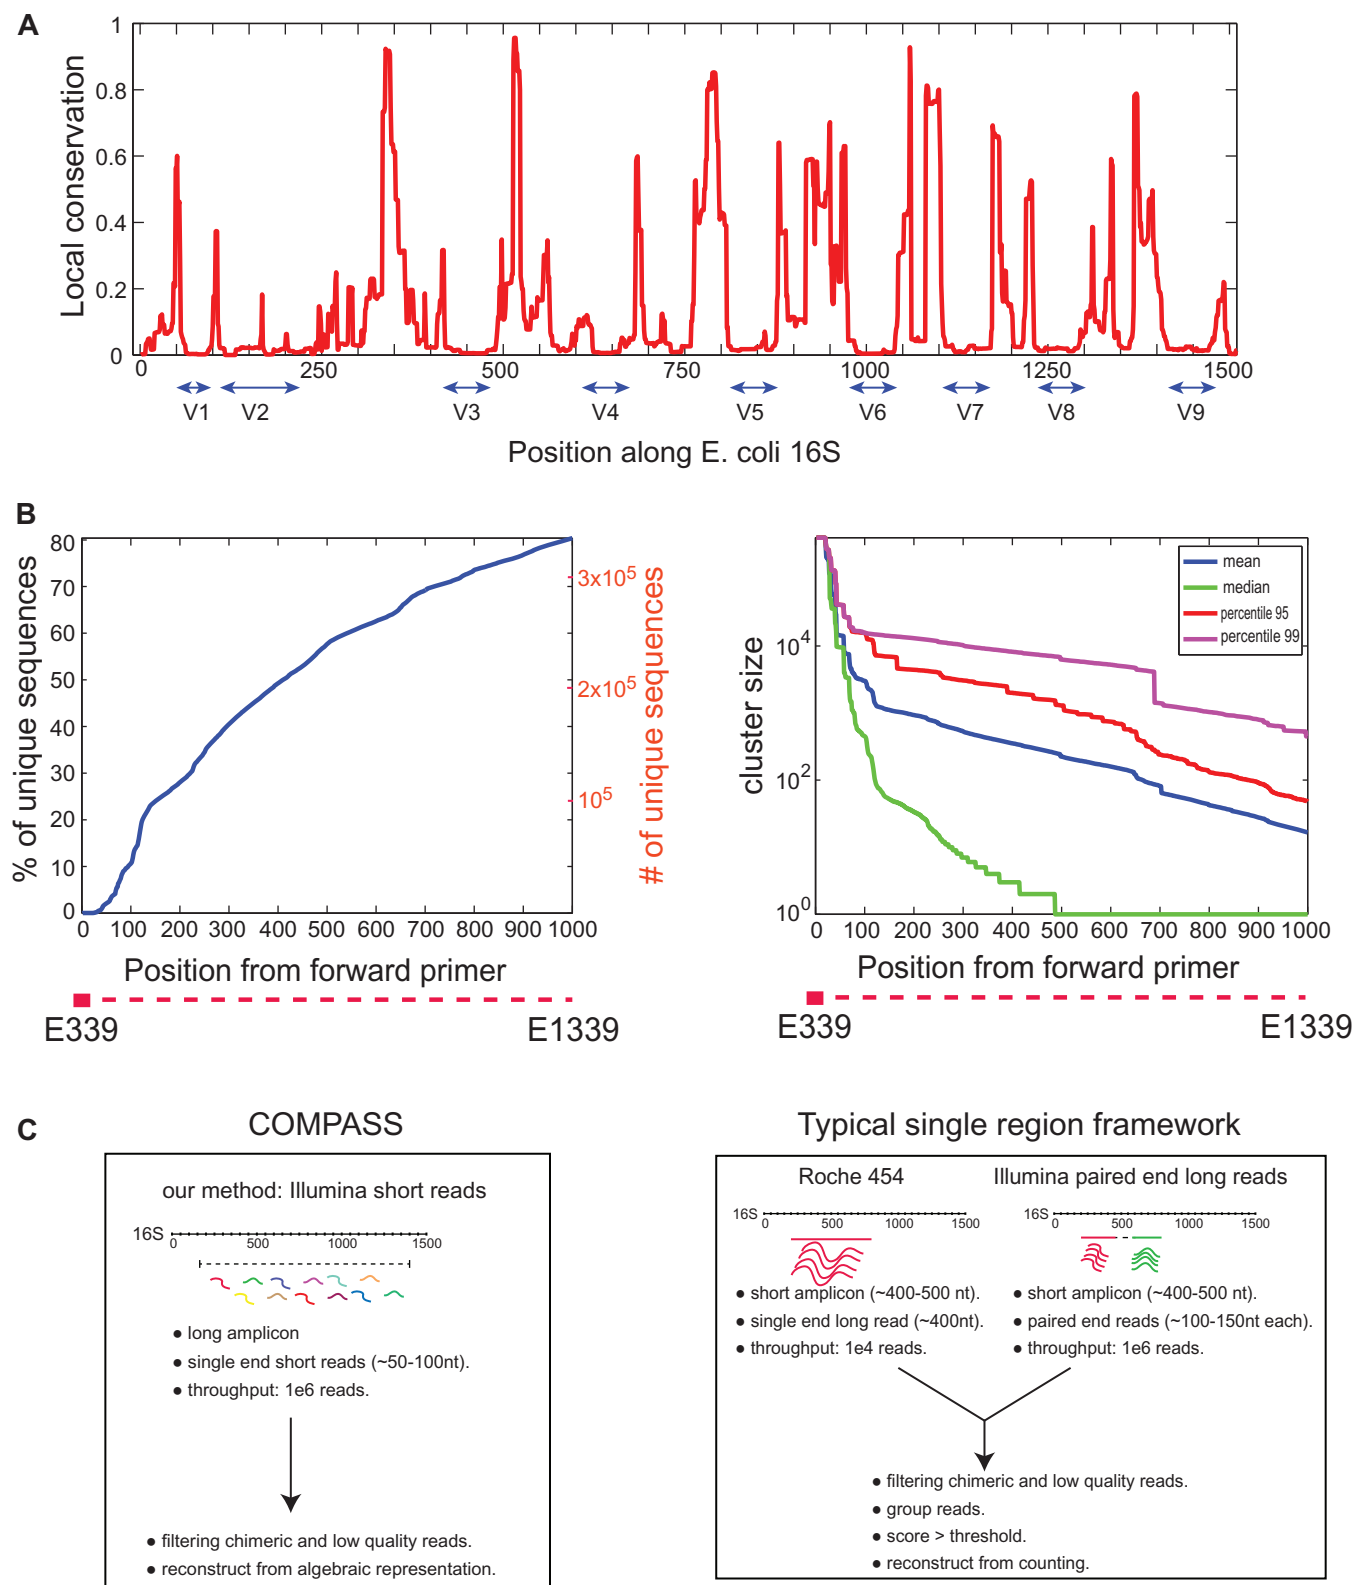 A
1
0.8
0.6
0.4
0.2
0
Local conservation
0 250 500 750 1000 1250 1500
V1 V2 V3 V4 V5 V6 V7 V8 V9
Position along E. coli 16S
B
80
70
60
50
40
30
20
10
0
% of unique sequences
3x10^5
2x10^5
10^5
# of unique sequences
0 100 200 300 400 500 600 700 800 900 1000
Position from forward primer
E339 E1339
mean
median
percentile 95
percentile 99
10^4
10^2
10^0
cluster size
0 100 200 300 400 500 600 700 800 900 1000
Position from forward primer
E339 E1339
C
COMPASS
our method: Illumina short reads
16S
0 500 1000 1500
● long amplicon
● single end short reads (~50-100nt).
● throughput: 1e6 reads.
● filtering chimeric and low quality reads.
● reconstruct from algebraic representation.
Typical single region framework
Roche 454
16S
0 500 1000 1500
● short amplicon (~400-500 nt).
● single end long read (~400nt).
● throughput: 1e4 reads.
Illumina paired end long reads
16S
0 500 1000 1500
● short amplicon (~400-500 nt).
● paired end reads (~100-150nt each).
● throughput: 1e6 reads.
● filtering chimeric and low quality reads.
● group reads.
● score > threshold.
● reconstruct from counting.